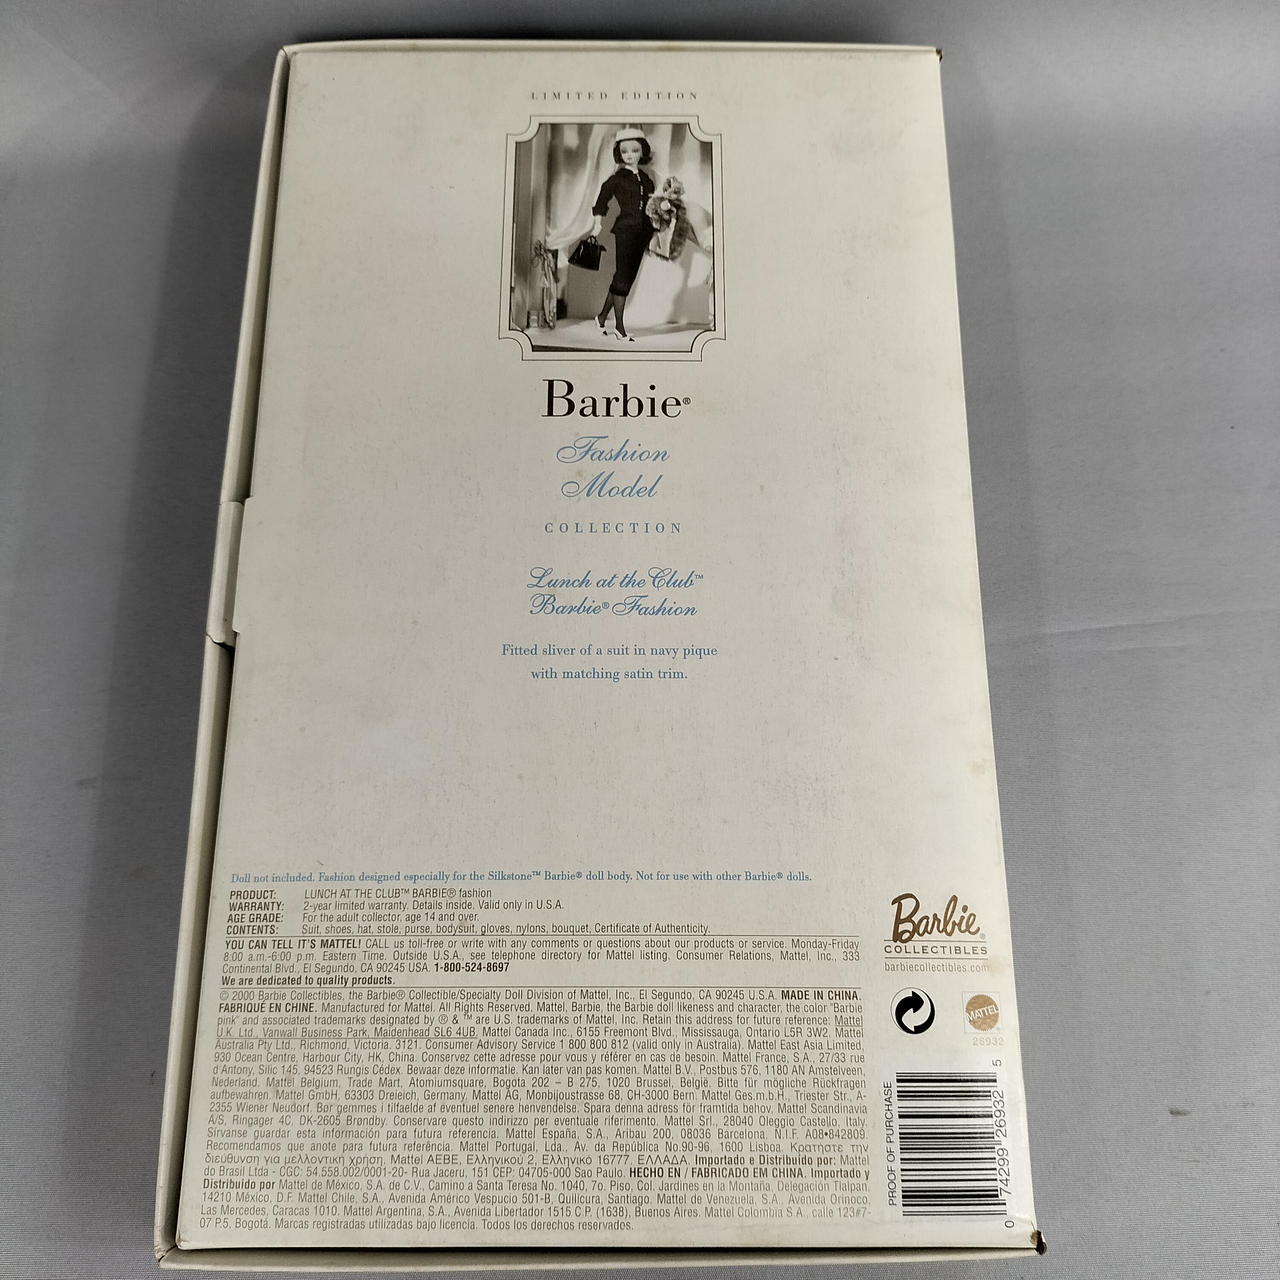 LIMITED EDITION
Barbie®
Fashion
Model
COLLECTION
Lunch at the Club™
Barbie® Fashion
Fitted sliver of a suit in navy pique
with matching satin trim.
Doll not included. Fashion designed especially for the Silkstone™ Barbie® doll body. Not for use with other Barbie® dolls.
PRODUCT: LUNCH AT THE CLUB™ BARBIE® fashion
WARRANTY: 2-year limited warranty. Details inside. Valid only in U.S.A.
AGE GRADE: For the adult collector, age 14 and over.
CONTENTS: Suit, shoes, hat, stole, purse, bodysuit, gloves, nylons, bouquet, Certificate of Authenticity.
YOU CAN TELL IT'S MATTEL! CALL us toll-free or write with any comments or questions about our products or service. Monday-Friday
8:00 a.m.-6:00 p.m. Eastern Time. Outside U.S.A., see telephone directory for Mattel listing. Consumer Relations, Mattel, Inc., 333
Continental Blvd., El Segundo, CA 90245 USA. 1-800-524-8697
We are dedicated to quality products.
© 2000 Barbie Collectibles, the Barbie® Collectible/Specialty Doll Division of Mattel, Inc., El Segundo, CA 90245 U.S.A. MADE IN CHINA.
FABRIQUÉ EN CHINE. Manufactured for Mattel. All Rights Reserved. Mattel, Barbie, the Barbie doll likeness and character, the color "Barbie
pink" and associated trademarks designated by ® & ™ are U.S. trademarks of Mattel, Inc. Retain this address for future reference: Mattel
U.K. Ltd., Vanwall Business Park, Maidenhead SL6 4UB. Mattel Canada Inc., 6155 Freemont Blvd., Mississauga, Ontario L5R 3W2. Mattel
Australia Pty Ltd., Richmond, Victoria. 3121. Consumer Advisory Service 1 800 800 812 (valid only in Australia). Mattel East Asia Limited,
930 Ocean Centre, Harbour City, HK, China. Conservez cette adresse pour vous y référer en cas de besoin. Mattel France, S.A., 27/33 rue
d'Antony, Silic 145, 94523 Rungis Cédex. Bewaar deze informatie. Kan later van pas komen. Mattel B.V., Postbus 576, 1180 AN Amstelveen,
Nederland. Mattel Belgium, Trade Mart, Atomiumsquare, Bogota 202 – B 275, 1020 Brussel, België. Bitte für mögliche Rückfragen
aufbewahren. Mattel GmbH, 63303 Dreieich, Germany, Mattel AG, Monbijoustrasse 68, CH-3000 Bern. Mattel Ges.m.b.H., Triester Str., A-
2355 Wiener Neudorf. Bør gemmes i tilfaelde af eventuel senere henvendelse. Spara denna adress för framtida behov. Mattel Scandinavia
A/S, Ringager 4C, DK-2605 Brøndby. Conservare questo indirizzo per eventuale riferimento. Mattel Srl., 28040 Oleggio Castello, Italy.
Sírvanse guardar esta información para futura referencia. Mattel España, S.A., Aribau 200, 08036 Barcelona. N.I.F. A08•842809.
Recomendamos que anote para futura referência. Mattel Portugal, Lda., Av. da República No.90-96, 1600 Lisboa. Κρατήστε την
διεύθυνση για μελλοντική χρήση. Mattel AEBE, Ελληνικού 2, Ελληνικό 16777, ΕΛΛΑΔΑ. Importado e Distribuido por: Mattel
do Brasil Ltda - CGC: 54.558.002/0001-20- Rua Jaceru, 151 CEP: 04705-000 Sao Paulo. HECHO EN / FABRICADO EM CHINA. Importado y
Distribuido por Mattel de México, S.A. de C.V. Camino a Santa Teresa No. 1040, 7o. Piso, Col. Jardines en la Montaña, Delegación Tlalpan
14210 México, D.F. Mattel Chile, S.A., Avenida Américo Vespucio 501-B, Quilicura, Santiago. Mattel de Venezuela, S.A., Avenida Orinoco,
Las Mercedes, Caracas 1010. Mattel Argentina, S.A., Avenida Libertador 1515 C.P. (1638), Buenos Aires. Mattel Colombia S.A., calle 123#7-
07 P.5, Bogotá. Marcas registradas utilizadas bajo licencia. Todos los derechos reservados.
Barbie®
COLLECTIBLES
barbiecollectibles.com
MATTEL
26932
PROOF OF PURCHASE
0 74299 26932 5